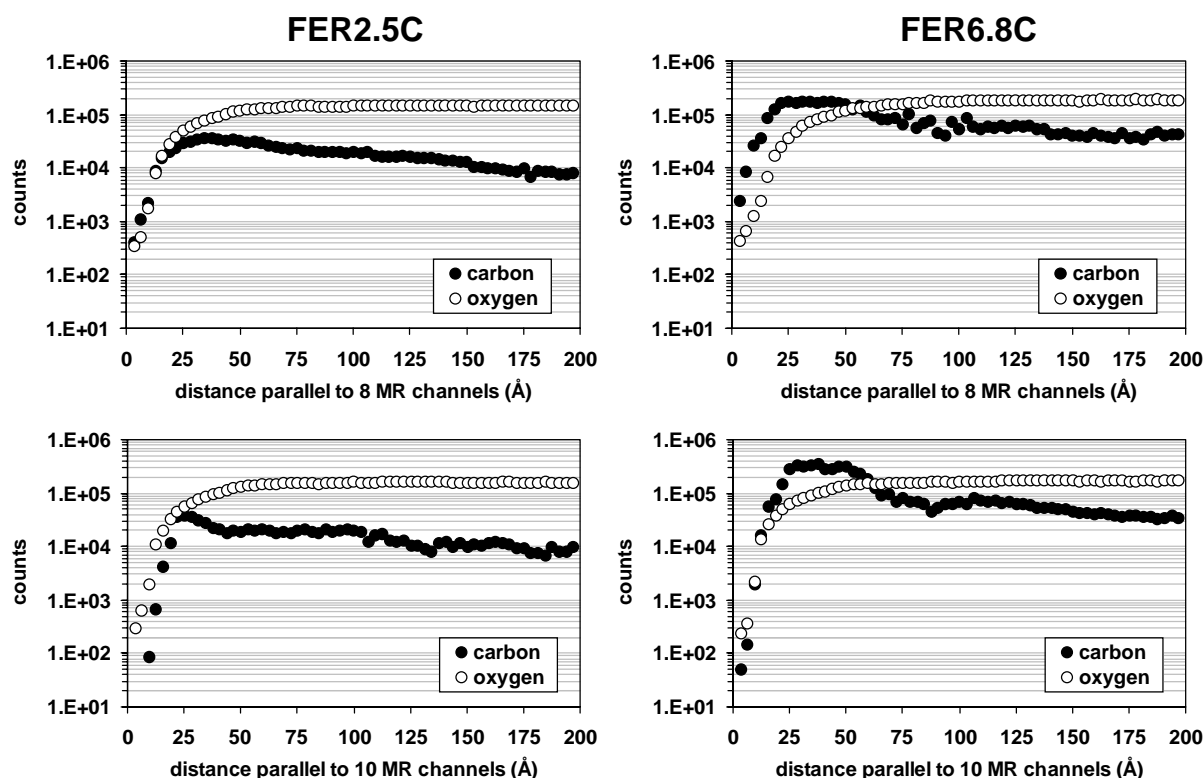 FER2.5C
FER6.8C
1.E+06
1.E+05
1.E+04
1.E+03
1.E+02
1.E+01
counts
carbon
oxygen
0 25 50 75 100 125 150 175 200
distance parallel to 8 MR channels (Å)
1.E+06
1.E+05
1.E+04
1.E+03
1.E+02
1.E+01
counts
carbon
oxygen
0 25 50 75 100 125 150 175 200
distance parallel to 8 MR channels (Å)
1.E+06
1.E+05
1.E+04
1.E+03
1.E+02
1.E+01
counts
carbon
oxygen
0 25 50 75 100 125 150 175 200
distance parallel to 10 MR channels (Å)
1.E+06
1.E+05
1.E+04
1.E+03
1.E+02
1.E+01
counts
carbon
oxygen
0 25 50 75 100 125 150 175 200
distance parallel to 10 MR channels (Å)